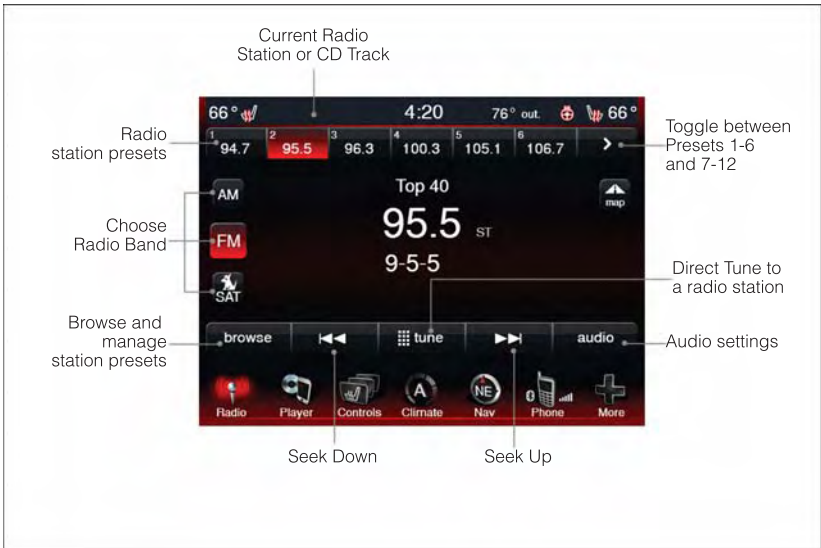 Current Radio
Station or CD Track
66° 4:20 76° out. 66°
Radio
station presets
1 94.7 2 95.5 3 96.3 4 100.3 5 105.1 6 106.7 >
Toggle between
Presets 1-6
and 7-12
AM
Top 40
map
Choose
Radio Band
FM
95.5 ST
9-5-5
SAT
Direct Tune to
a radio station
Browse and
manage
station presets
browse tune audio
Audio settings
A NE
Radio Player Controls Climate Nav Phone More
Seek Down Seek Up